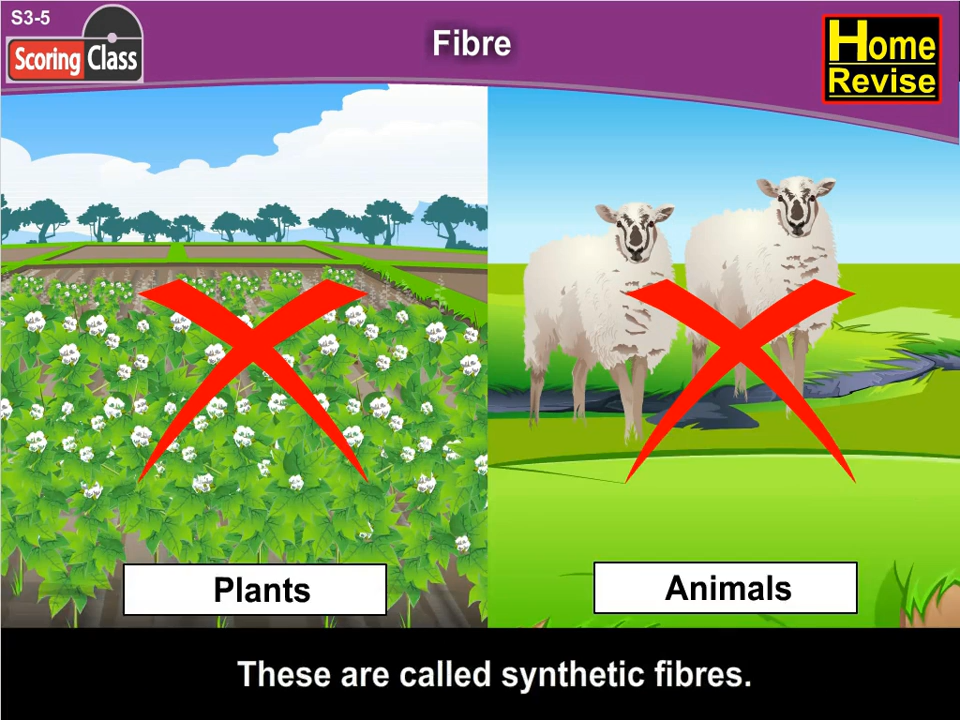 S3-5
Scoring Class
Fibre
Home
Revise
Plants
Animals
These are called synthetic fibres.